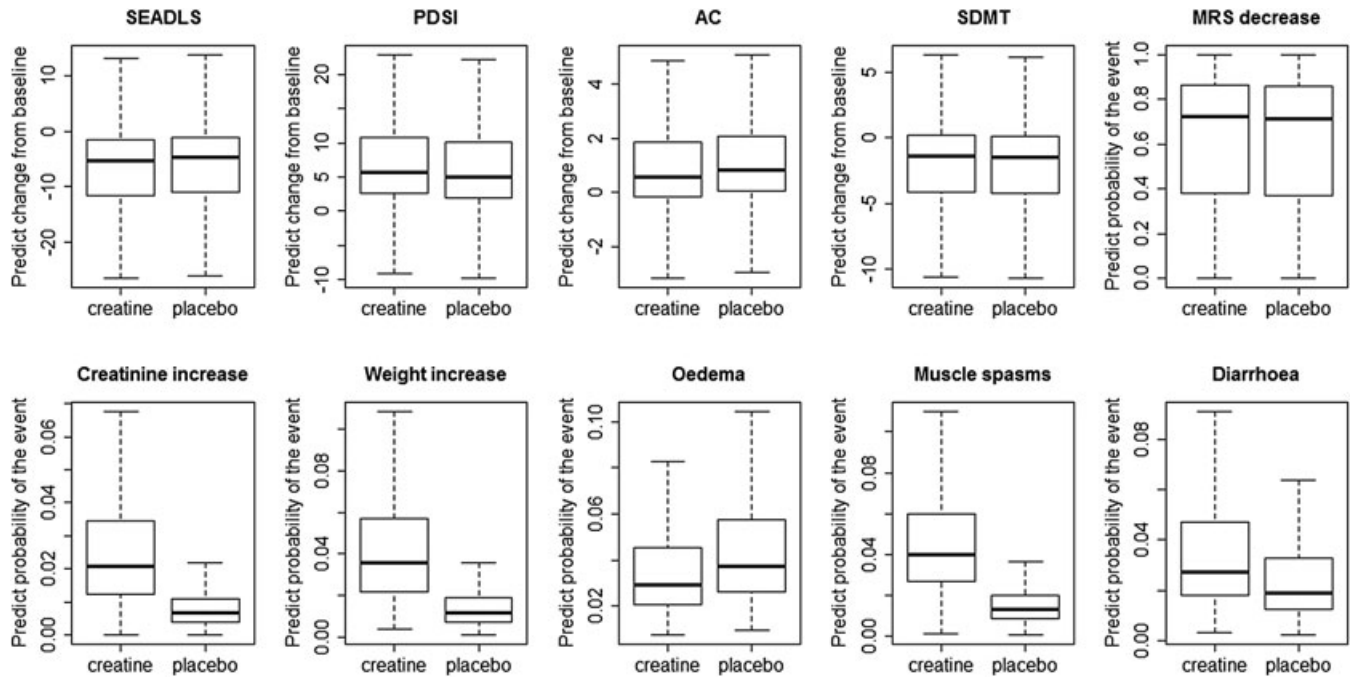 SEADLS PDSI AC SDMT MRS decrease
Predict change from baseline
10
0
-10
-20
creatine placebo
Predict change from baseline
20
10
5
0
-10
creatine placebo
Predict change from baseline
4
2
0
-2
creatine placebo
Predict change from baseline
5
0
-5
-10
creatine placebo
Predict probability of the event
1.0
0.8
0.6
0.4
0.2
0.0
creatine placebo
Creatinine increase Weight increase Oedema Muscle spasms Diarrhoea
Predict probability of the event
0.06
0.04
0.02
0.00
creatine placebo
Predict probability of the event
0.08
0.04
0.00
creatine placebo
Predict probability of the event
0.10
0.06
0.02
creatine placebo
Predict probability of the event
0.08
0.04
0.00
creatine placebo
Predict probability of the event
0.08
0.04
0.00
creatine placebo